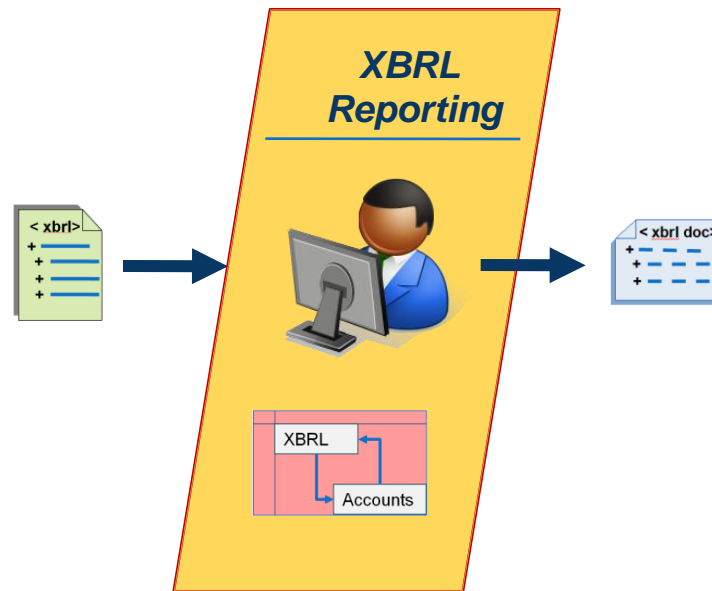 XBRL
Reporting
< xbrl>
+
+
+
+
< xbrl doc>
+
+
+
XBRL
Accounts